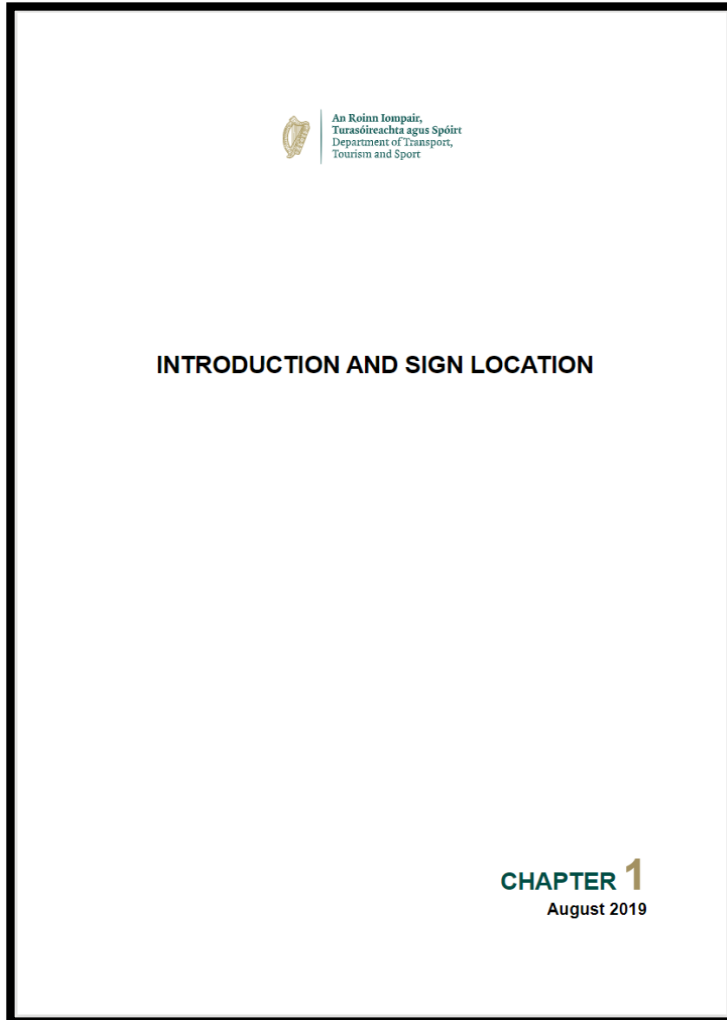 An Roinn Iompair,
Turasóireachta agus Spóirt
Department of Transport,
Tourism and Sport
INTRODUCTION AND SIGN LOCATION
CHAPTER 1
August 2019